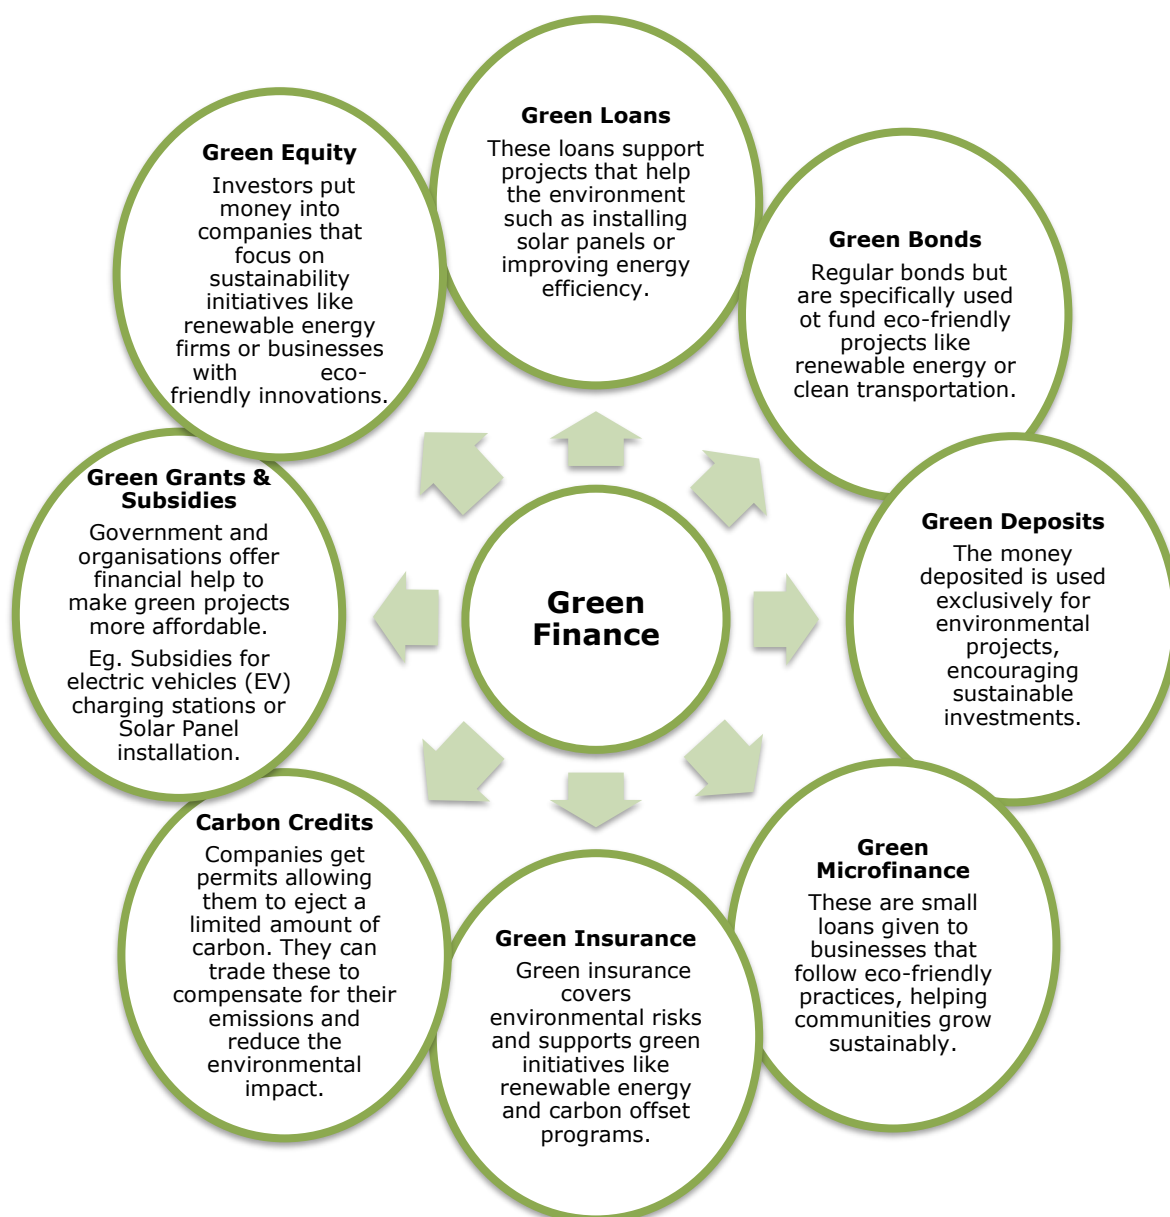 Green Loans
These loans support
projects that help
the environment
such as installing
solar panels or
improving energy
efficiency.
Green Bonds
Regular bonds but
are specifically used
ot fund eco-friendly
projects like
renewable energy or
clean transportation.
Green Deposits
The money
deposited is used
exclusively for
environmental
projects,
encouraging
sustainable
investments.
Green
Microfinance
These are small
loans given to
businesses that
follow eco-friendly
practices, helping
communities grow
sustainably.
Green Insurance
Green insurance
covers
environmental risks
and supports green
initiatives like
renewable energy
and carbon offset
programs.
Carbon Credits
Companies get
permits allowing
them to eject a
limited amount of
carbon. They can
trade these to
compensate for their
emissions and
reduce the
environmental
impact.
Green Grants &
Subsidies
Government and
organisations offer
financial help to
make green projects
more affordable.
Eg. Subsidies for
electric vehicles (EV)
charging stations or
Solar Panel
installation.
Green Equity
Investors put
money into
companies that
focus on
sustainability
initiatives like
renewable energy
firms or businesses
with eco-
friendly innovations.
Green
Finance